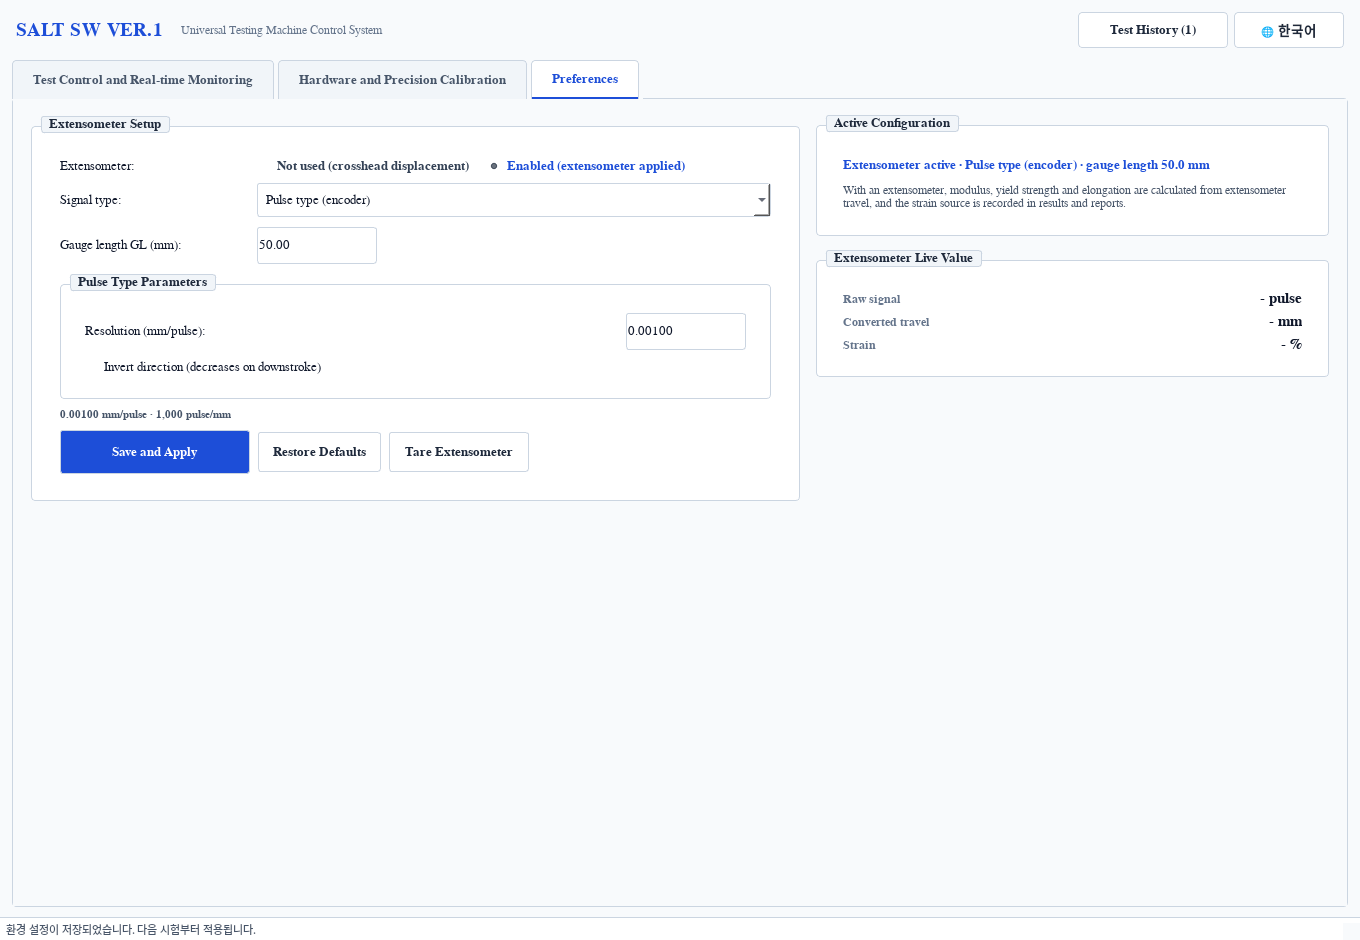 SALT SW VER.1
Universal Testing Machine Control System
Test History (1)
한국어
Test Control and Real-time Monitoring
Hardware and Precision Calibration
Preferences
Extensometer Setup
Extensometer:
Not used (crosshead displacement)
Enabled (extensometer applied)
Signal type:
Pulse type (encoder)
Gauge length GL (mm):
50.00
Pulse Type Parameters
Resolution (mm/pulse):
0.00100
Invert direction (decreases on downstroke)
0.00100 mm/pulse · 1,000 pulse/mm
Save and Apply
Restore Defaults
Tare Extensometer
Active Configuration
Extensometer active · Pulse type (encoder) · gauge length 50.0 mm
With an extensometer, modulus, yield strength and elongation are calculated from extensometer
travel, and the strain source is recorded in results and reports.
Extensometer Live Value
Raw signal
- pulse
Converted travel
- mm
Strain
- %
환경 설정이 저장되었습니다. 다음 시험부터 적용됩니다.